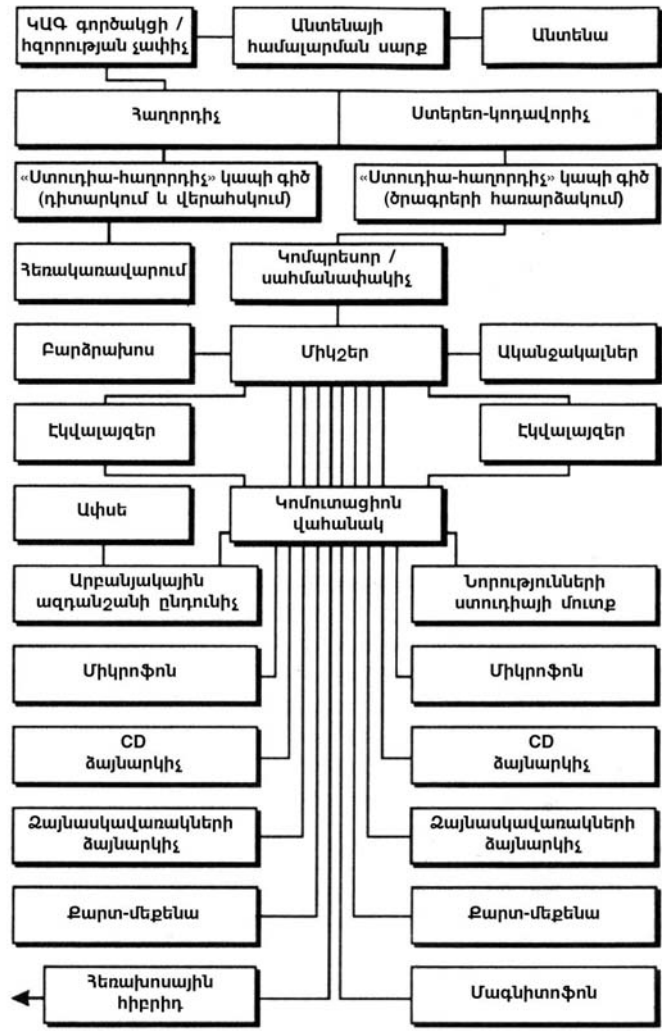 ԿԱԳ գործակցի /
հզորության չափիչ
Անտենայի
համալարման սարք
Անտենա
Հաղորդիչ
Ստերեո-կոդավորիչ
«Ստուդիա-հաղորդիչ» կապի գիծ
(դիտարկում և վերահսկում)
«Ստուդիա-հաղորդիչ» կապի գիծ
(ծրագրերի հառարձակում)
Հեռակառավարում
Կոմպրեսոր /
սահմանափակիչ
Բարձրախոս
Միկշեր
Ականջակալներ
Էկվալայզեր
Էկվալայզեր
Ափսե
Կոմուտացիոն
վահանակ
Արբանյակային
ազդանշանի ընդունիչ
Նորությունների
ստուդիայի մուտք
Միկրոֆոն
Միկրոֆոն
CD
ձայնարկիչ
CD
ձայնարկիչ
Ձայնասկավառակների
ձայնարկիչ
Ձայնասկավառակների
ձայնարկիչ
Քարտ-մեքենա
Քարտ-մեքենա
Հեռախոսային
հիբրիդ
Մագնիտոֆոն